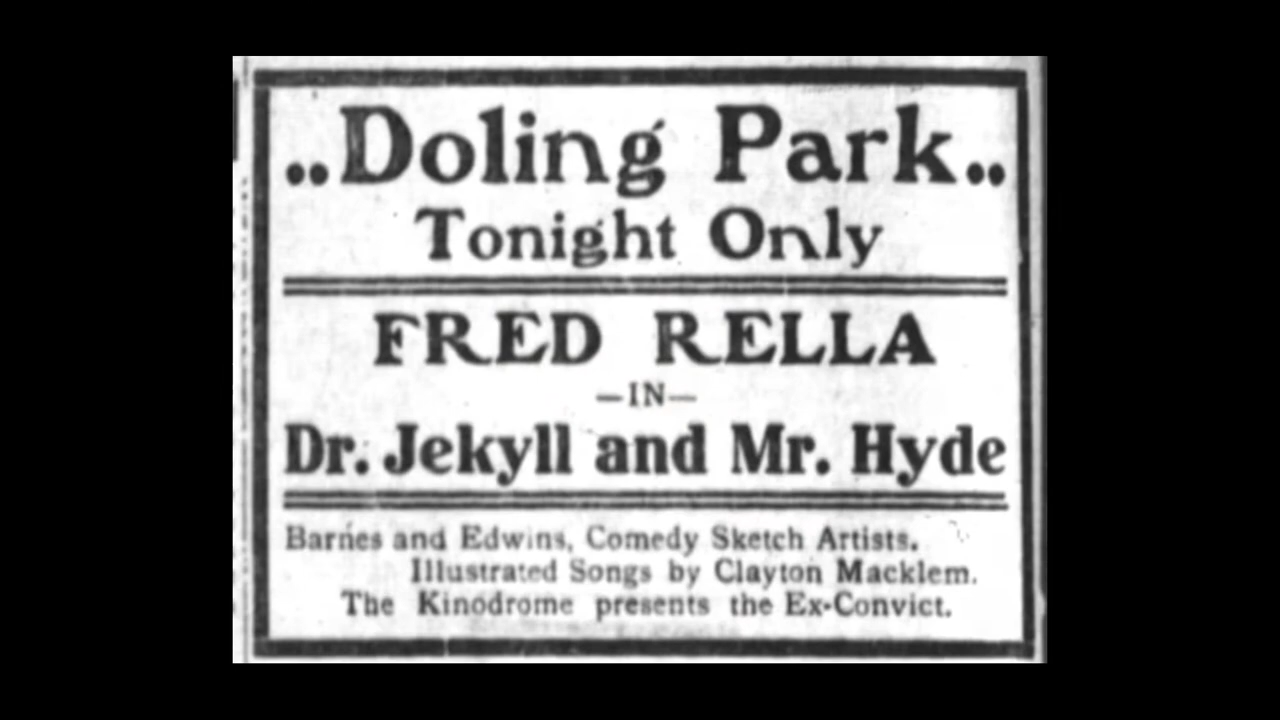 ..Doling Park..
Tonight Only
FRED RELLA
—IN—
Dr. Jekyll and Mr. Hyde
Barnes and Edwins, Comedy Sketch Artists.
Illustrated Songs by Clayton Macklem.
The Kinodrome presents the Ex-Convict.